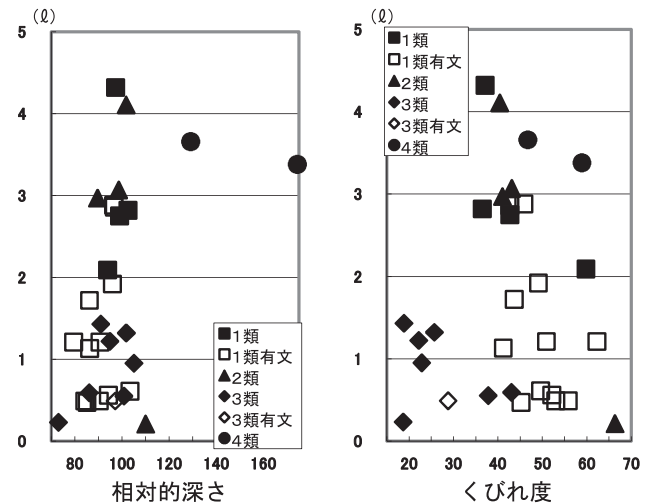 (ℓ)
5
4
3
2
1
0
80 100 120 140 160
相対的深さ
■1類
□1類有文
▲2類
◆3類
◇3類有文
●4類
(ℓ)
5
4
3
2
1
0
20 30 40 50 60 70
くびれ度
■1類
□1類有文
▲2類
◆3類
◇3類有文
●4類